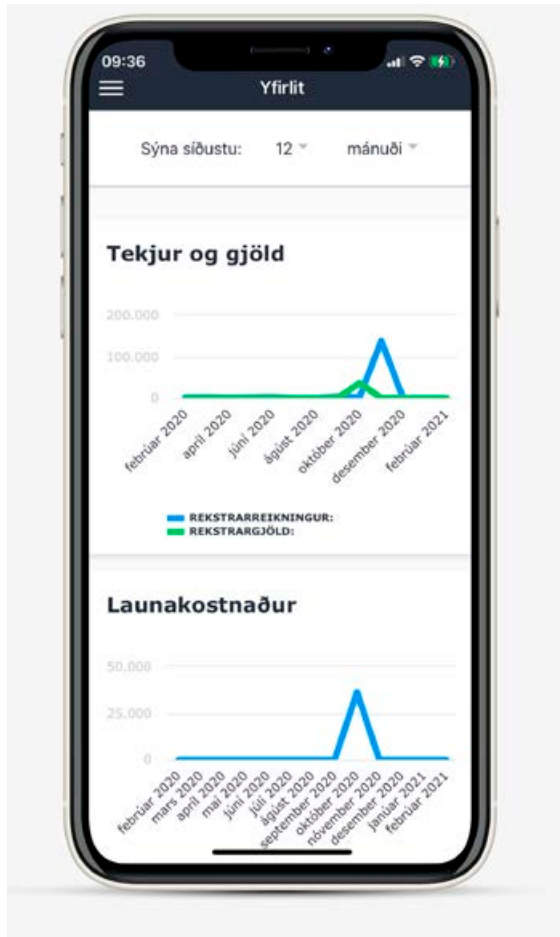 09:36
Yfirlit
Sýna síðustu: 12 mánuði
Tekjur og gjöld
200.000
100.000
0
febrúar 2020
apríl 2020
júní 2020
ágúst 2020
október 2020
desember 2020
febrúar 2021
REKSTRARREIKNINGUR:
REKSTRARGJÖLD:
Launakostnaður
50.000
25.000
0
febrúar 2020
mars 2020
apríl 2020
maí 2020
júní 2020
júlí 2020
ágúst 2020
september 2020
október 2020
nóvember 2020
desember 2020
janúar 2021
febrúar 2021